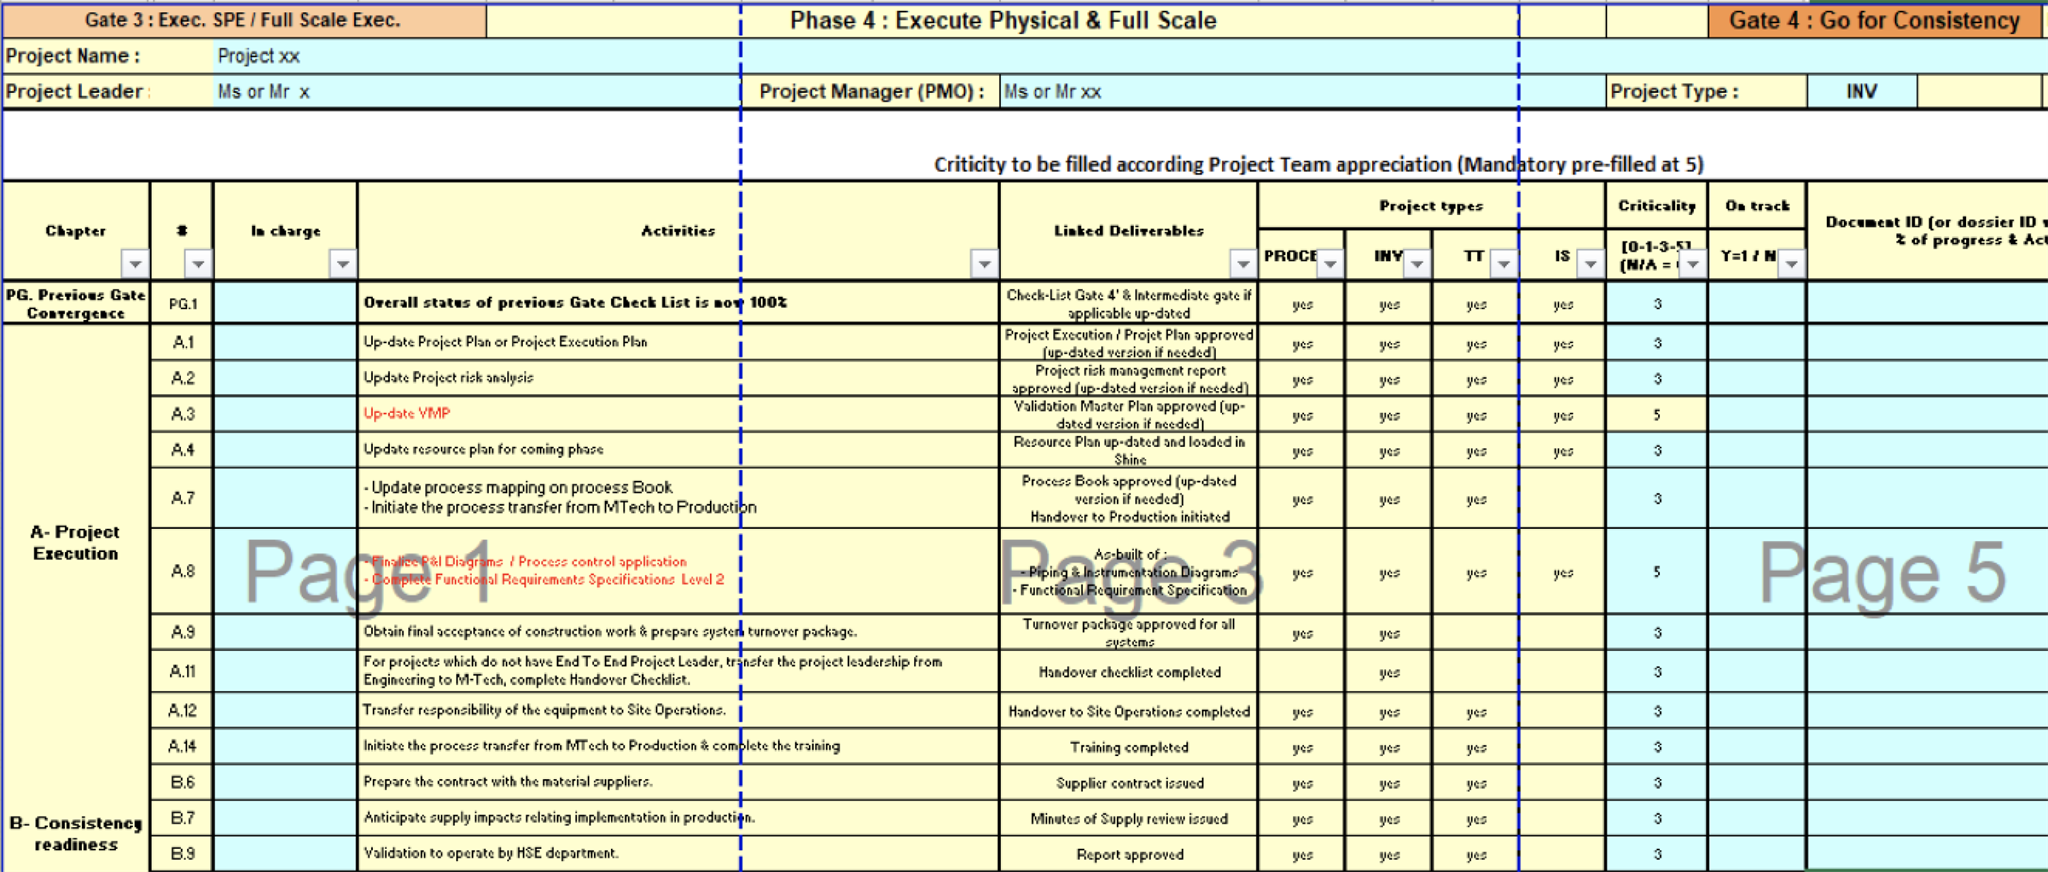 Gate 3 : Exec. SPE / Full Scale Exec. Phase 4 : Execute Physical & Full Scale Gate 4 : Go for Consistency
Project Name : Project xx
Project Leader : Ms or Mr x Project Manager (PMO) : Ms or Mr xx Project Type : INV
Criticity to be filled according Project Team appreciation (Mandatory pre-filled at 5)
Chapter # In charge Activities Linked Deliverables Project types Criticality On track Document ID (or dossier ID
% of progress & Act
PROCE INV TT IS [0-1-3-5] (N/A = Y=1 / N
PG. Previous Gate Convergence PG.1 Overall status of previous Gate Check List is now 100% Check-List Gate 4' & Intermediate gate if applicable up-dated yes yes yes yes 3
A- Project Execution
A.1 Up-date Project Plan or Project Execution Plan Project Execution / Projet Plan approved (up-dated version if needed) yes yes yes yes 3
A.2 Update Project risk analysis Project risk management report approved (up-dated version if needed) yes yes yes yes 3
A.3 Up-date VMP Validation Master Plan approved (up-dated version if needed) yes yes yes yes 5
A.4 Update resource plan for coming phase Resource Plan up-dated and loaded in Shine yes yes yes yes 3
A.7 - Update process mapping on process Book
- Initiate the process transfer from MTech to Production Process Book approved (up-dated version if needed)
Handover to Production initiated yes yes yes 3
A.8 - Finalize P&I Diagrams / Process control application
- Complete Functional Requirements Specifications Level 2 As-built of :
- Piping & Instrumentation Diagrams
- Functional Requirement Specification yes yes yes yes 5
Page 1 Page 3 Page 5
A.9 Obtain final acceptance of construction work & prepare system turnover package. Turnover package approved for all systems yes yes 3
A.11 For projects which do not have End To End Project Leader, transfer the project leadership from
Engineering to M-Tech, complete Handover Checklist. Handover checklist completed yes 3
A.12 Transfer responsibility of the equipment to Site Operations. Handover to Site Operations completed yes yes yes 3
A.14 Initiate the process transfer from MTech to Production & complete the training Training completed yes yes yes 3
B- Consistency readiness
B.6 Prepare the contract with the material suppliers. Supplier contract issued yes yes yes 3
B.7 Anticipate supply impacts relating implementation in production. Minutes of Supply review issued yes yes yes 3
B.9 Validation to operate by HSE department. Report approved yes yes yes 3